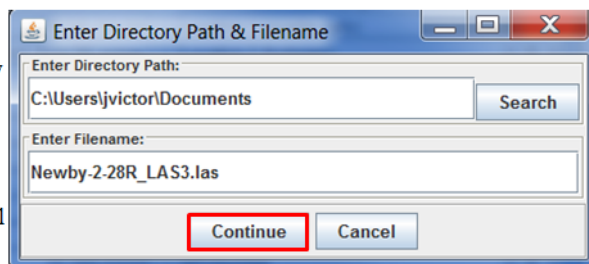 Enter Directory Path & Filename
Enter Directory Path:
C:\Users\jvictor\Documents
Search
Enter Filename:
Newby-2-28R_LAS3.las
Continue Cancel